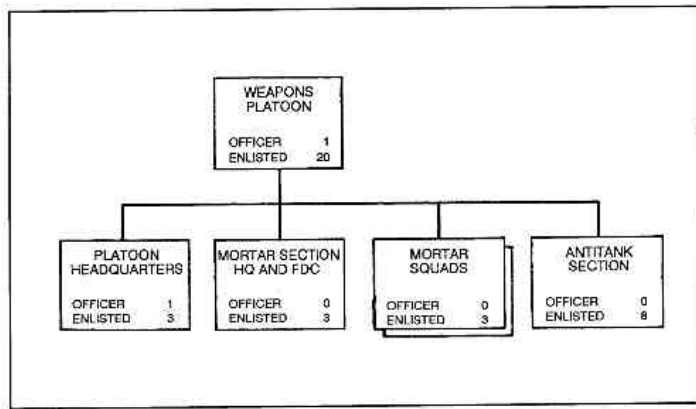 WEAPONS
PLATOON
OFFICER 1
ENLISTED 20
PLATOON
HEADQUARTERS
OFFICER 1
ENLISTED 3
MORTAR SECTION
HQ AND FDC
OFFICER 0
ENLISTED 3
MORTAR
SQUADS
OFFICER 0
ENLISTED 3
ANTITANK
SECTION
OFFICER 0
ENLISTED 8